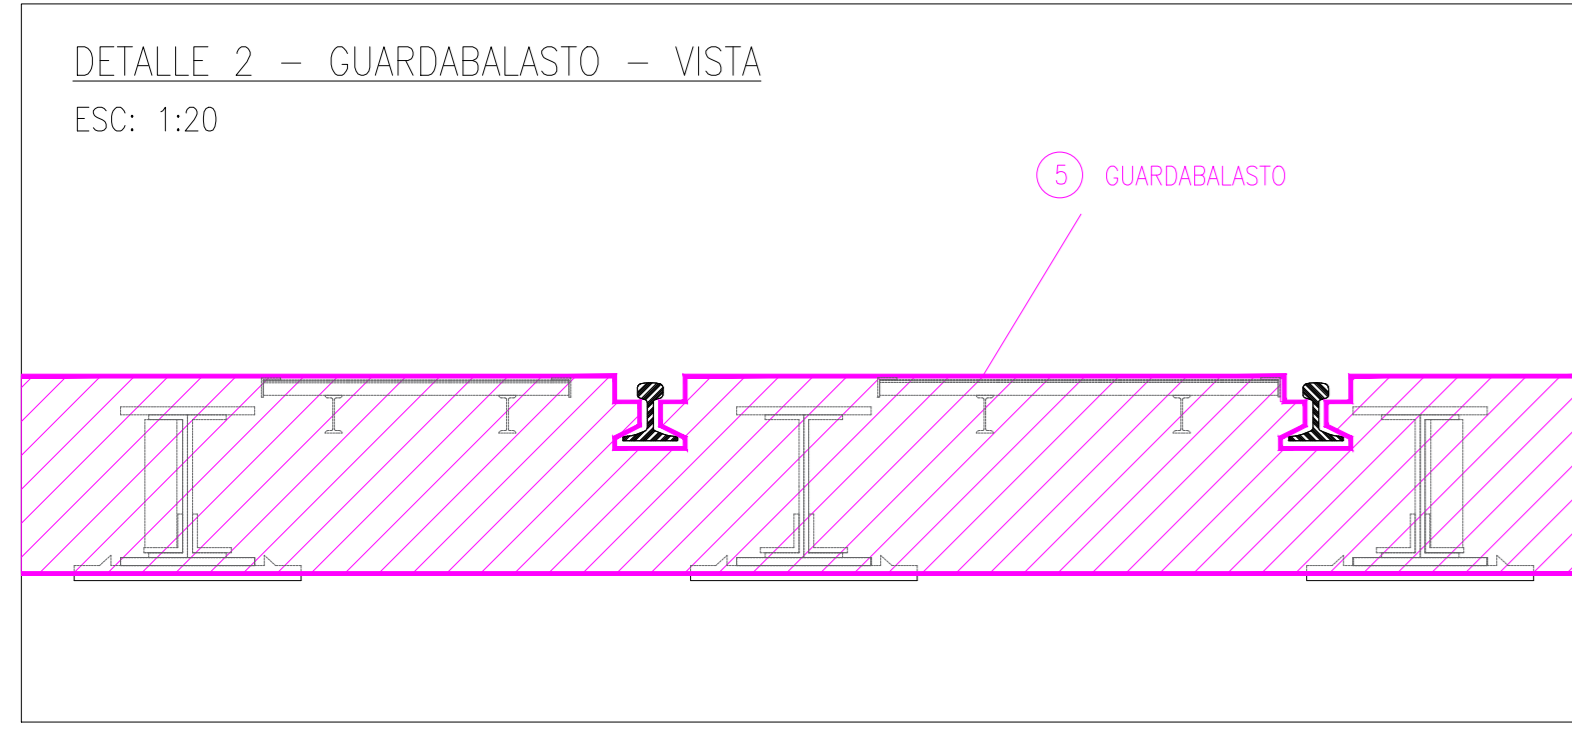 DETALLE 2 – GUARDABALASTO – VISTA
ESC: 1:20
5 GUARDABALASTO